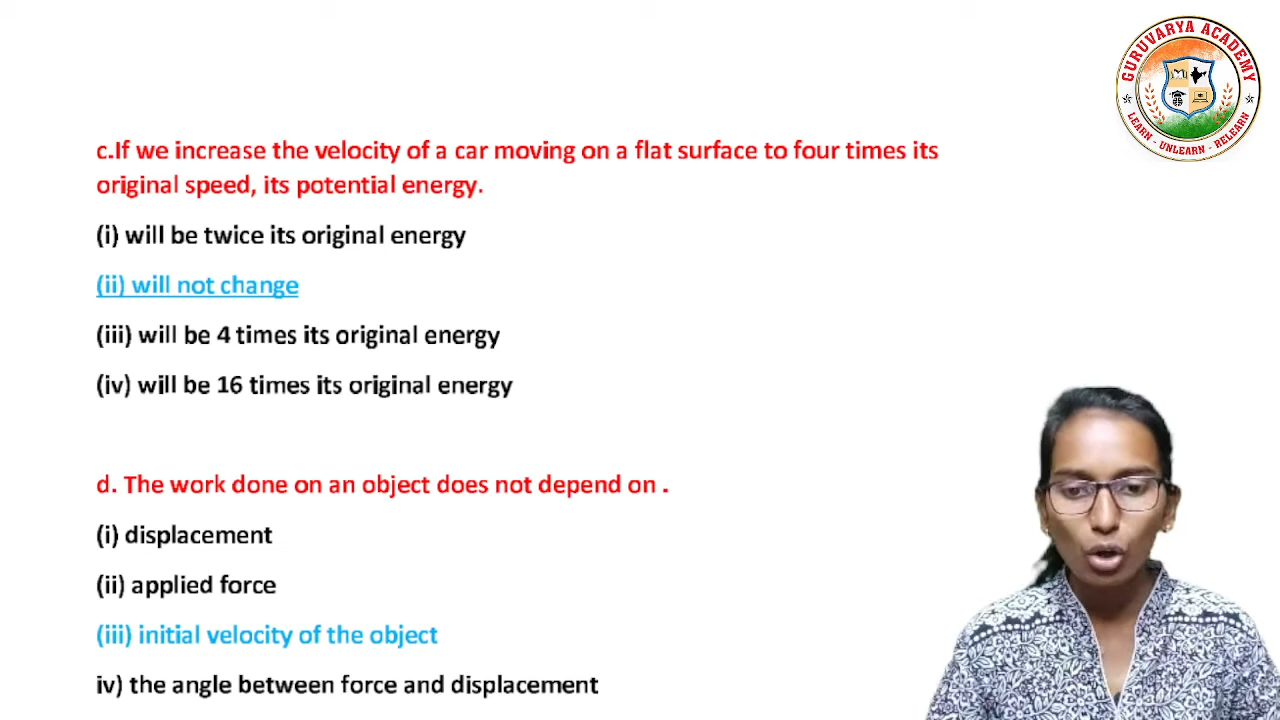 GURUVARYA ACADEMY
LEARN - UNLEARN - RELEARN
c.If we increase the velocity of a car moving on a flat surface to four times its
original speed, its potential energy.
(i) will be twice its original energy
(ii) will not change
(iii) will be 4 times its original energy
(iv) will be 16 times its original energy
d. The work done on an object does not depend on .
(i) displacement
(ii) applied force
(iii) initial velocity of the object
iv) the angle between force and displacement